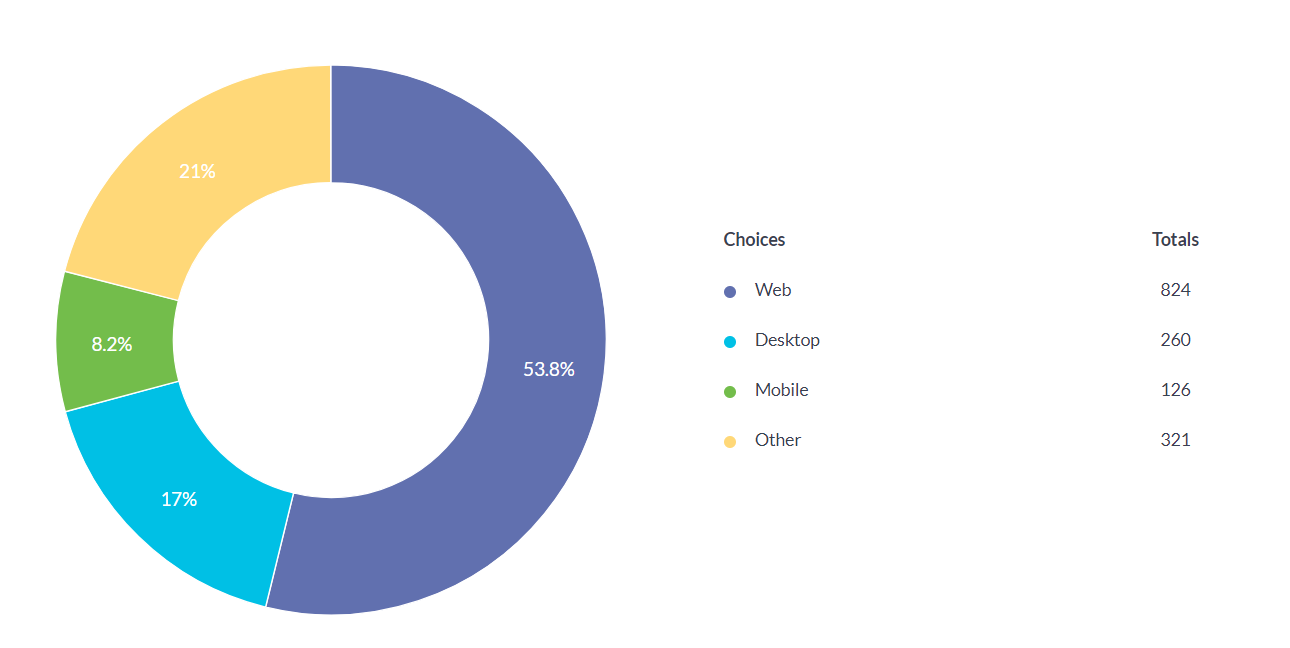 21%
8.2%
17%
53.8%
Choices Totals
Web 824
Desktop 260
Mobile 126
Other 321